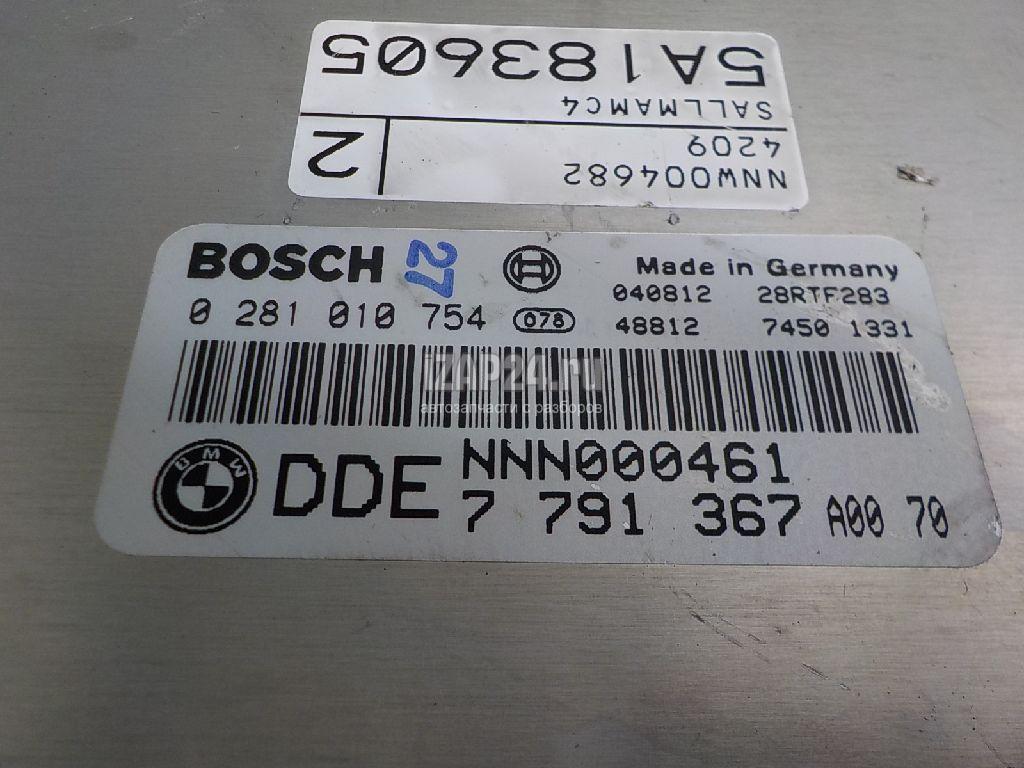 5A183605
SALLMAMC4
2
4209
NNW004682
BOSCH 27 Made in Germany
0 281 010 754 078 040812 28RTF283
48812 7450 1331
iZAP24.ru
автозапчасти с разборов
BMW DDE NNN000461
7 791 367 A00 70